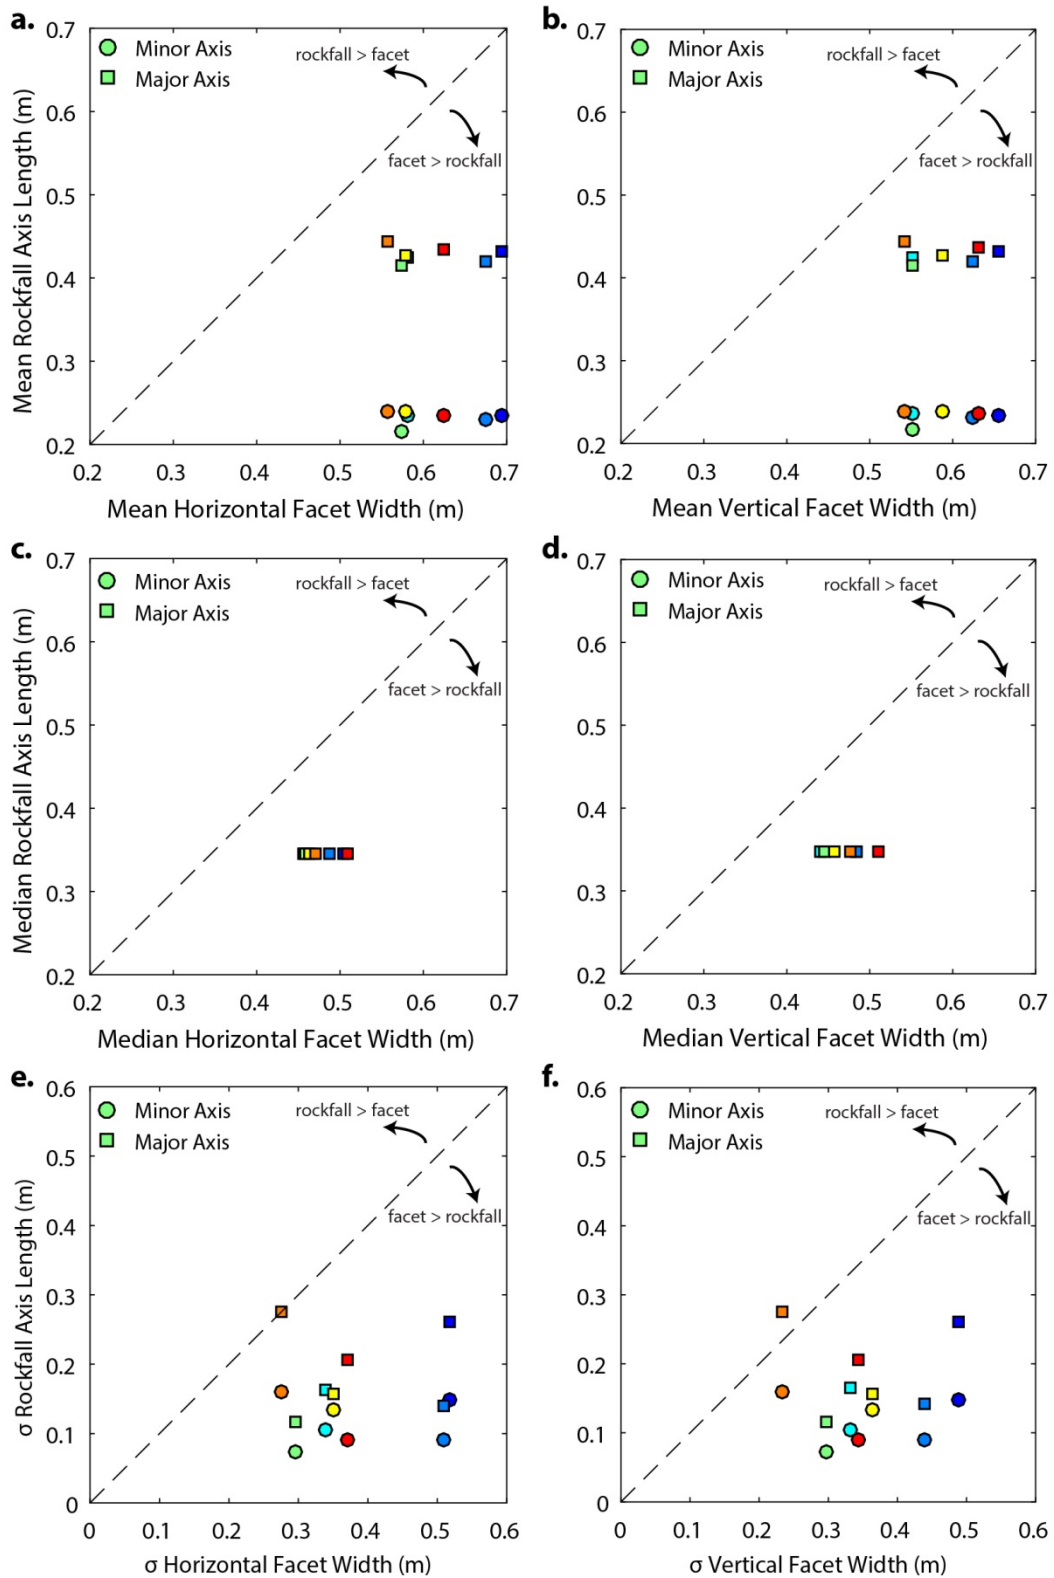 a.
Minor Axis
Major Axis
rockfall > facet
facet > rockfall
0.7
0.6
0.5
0.4
0.3
0.2
Mean Rockfall Axis Length (m)
0.2 0.3 0.4 0.5 0.6 0.7
Mean Horizontal Facet Width (m)
b.
Minor Axis
Major Axis
rockfall > facet
facet > rockfall
0.7
0.6
0.5
0.4
0.3
0.2
0.2 0.3 0.4 0.5 0.6 0.7
Mean Vertical Facet Width (m)
c.
Minor Axis
Major Axis
rockfall > facet
facet > rockfall
0.7
0.6
0.5
0.4
0.3
0.2
Median Rockfall Axis Length (m)
0.2 0.3 0.4 0.5 0.6 0.7
Median Horizontal Facet Width (m)
d.
Minor Axis
Major Axis
rockfall > facet
facet > rockfall
0.7
0.6
0.5
0.4
0.3
0.2
0.2 0.3 0.4 0.5 0.6 0.7
Median Vertical Facet Width (m)
e.
Minor Axis
Major Axis
rockfall > facet
facet > rockfall
0.6
0.5
0.4
0.3
0.2
0.1
0
σ Rockfall Axis Length (m)
0 0.1 0.2 0.3 0.4 0.5 0.6
σ Horizontal Facet Width (m)
f.
Minor Axis
Major Axis
rockfall > facet
facet > rockfall
0.6
0.5
0.4
0.3
0.2
0.1
0
0 0.1 0.2 0.3 0.4 0.5 0.6
σ Vertical Facet Width (m)